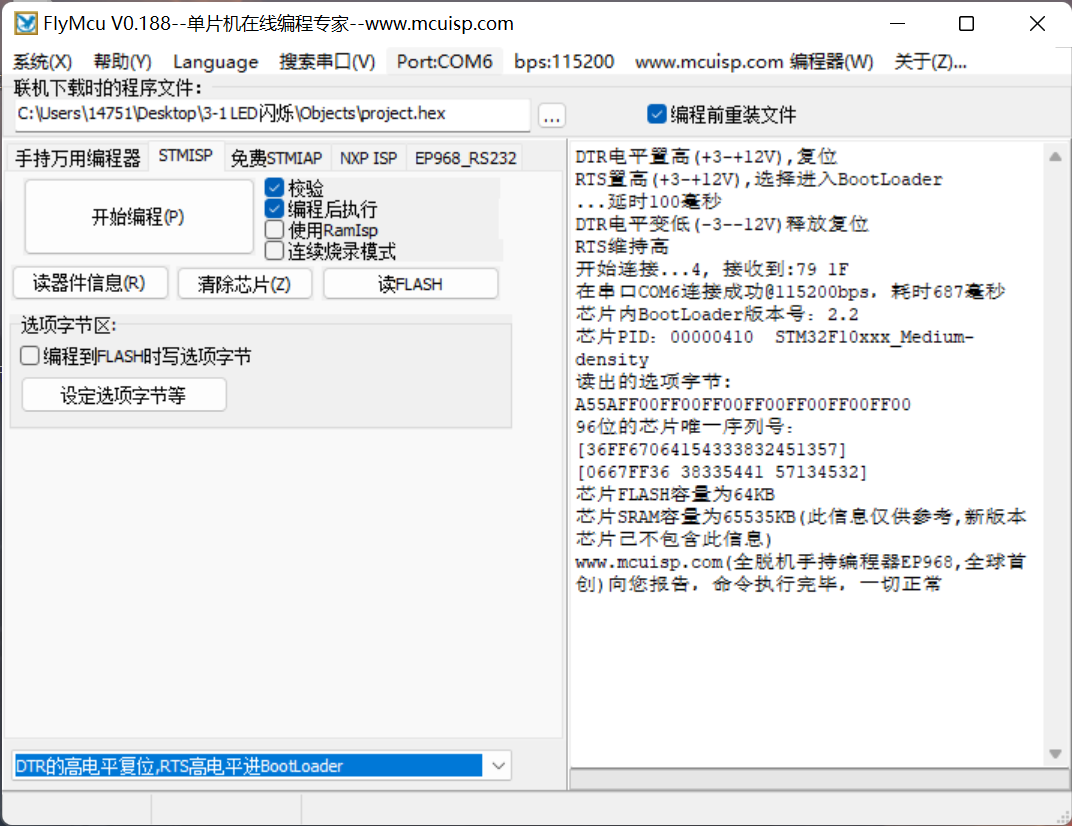 FlyMcu V0.188--单片机在线编程专家--www.mcuisp.com
系统(X) 帮助(Y) Language 搜索串口(V) Port:COM6 bps:115200 www.mcuisp.com 编程器(W) 关于(Z)...
联机下载时的程序文件：
C:\Users\14751\Desktop\3-1 LED闪烁\Objects\project.hex ... 编程前重装文件
手持万用编程器 STMISP 免费STMIAP NXP ISP EP968_RS232
开始编程(P)
校验
编程后执行
使用RamIsp
连续烧录模式
读器件信息(R) 清除芯片(Z) 读FLASH
选项字节区:
编程到FLASH时写选项字节
设定选项字节等
DTR的高电平复位,RTS高电平进BootLoader
DTR电平置高(+3-+12V),复位
RTS置高(+3-+12V),选择进入BootLoader
...延时100毫秒
DTR电平变低(-3--12V)释放复位
RTS维持高
开始连接...4, 接收到:79 1F
在串口COM6连接成功@115200bps，耗时687毫秒
芯片内BootLoader版本号：2.2
芯片PID：00000410 STM32F10xxx_Medium-
density
读出的选项字节:
A55AFF00FF00FF00FF00FF00FF00FF00
96位的芯片唯一序列号：
[36FF67064154333832451357]
[0667FF36 38335441 57134532]
芯片FLASH容量为64KB
芯片SRAM容量为65535KB(此信息仅供参考,新版本
芯片已不包含此信息)
www.mcuisp.com(全脱机手持编程器EP968,全球首
创)向您报告，命令执行完毕，一切正常